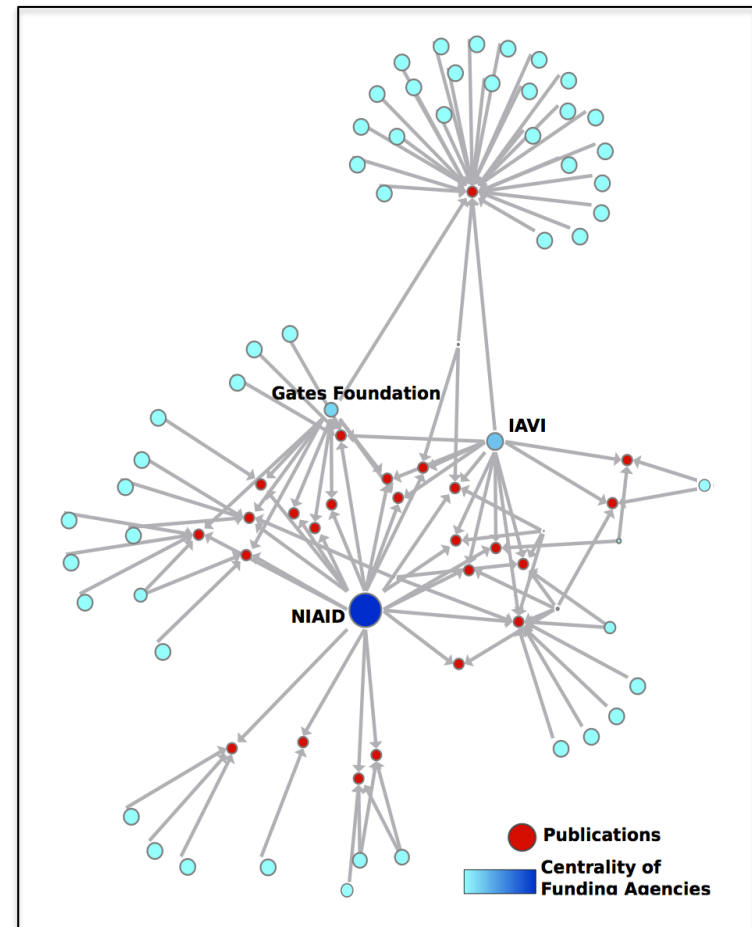 Gates Foundation
IAVI
NIAID
Publications
Centrality of
Funding Agencies